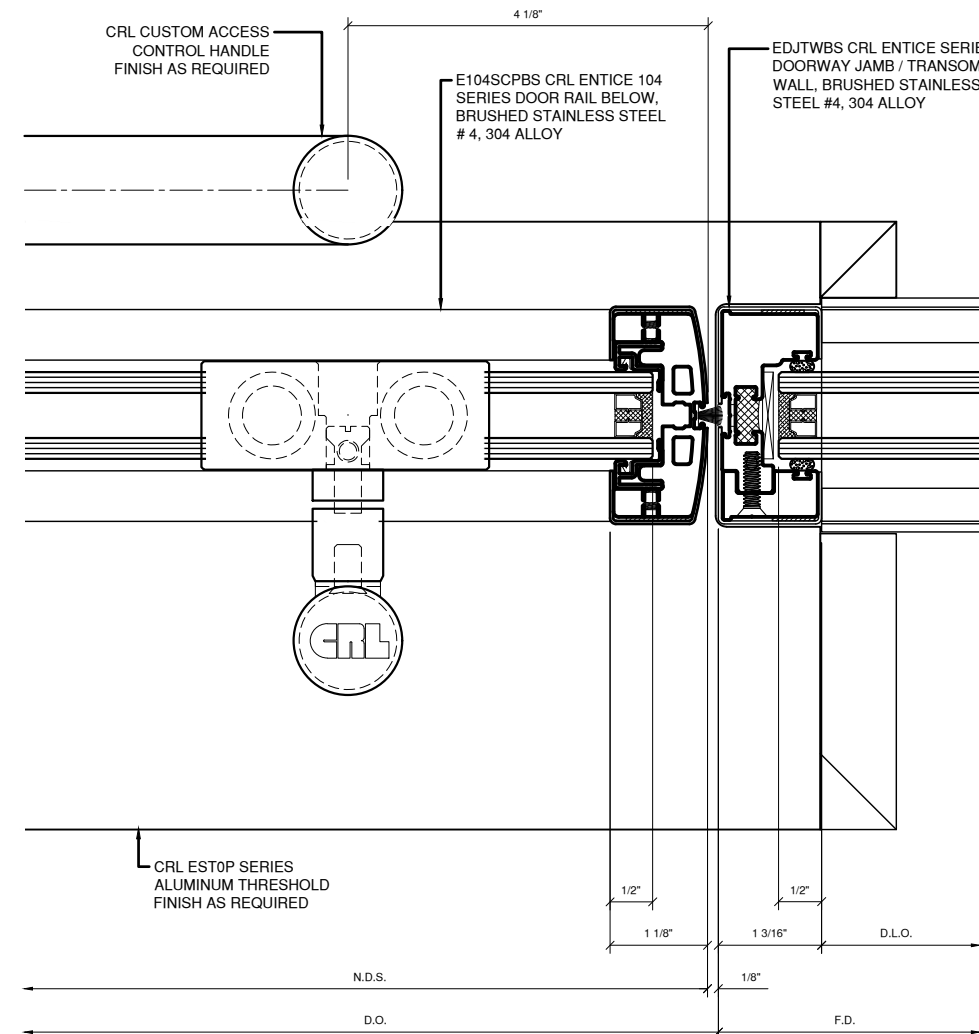 4 1/8"
CRL CUSTOM ACCESS
CONTROL HANDLE
FINISH AS REQUIRED
E104SCPBS CRL ENTICE 104
SERIES DOOR RAIL BELOW,
BRUSHED STAINLESS STEEL
# 4, 304 ALLOY
EDJTWBS CRL ENTICE SERIES
DOORWAY JAMB / TRANSOM
WALL, BRUSHED STAINLESS
STEEL #4, 304 ALLOY
CRL
CRL EST0P SERIES
ALUMINUM THRESHOLD
FINISH AS REQUIRED
1/2"
1/2"
1 1/8"
1 3/16"
D.L.O.
N.D.S.
1/8"
D.O.
F.D.